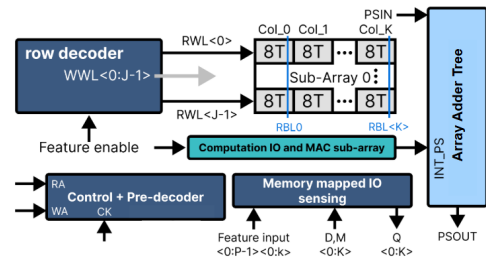 Col_0 Col_1 Col_K PSIN
row decoder
RWL<0>
8T 8T ••• 8T
WWL<0:J-1>
Sub-Array 0
8T 8T ••• 8T
RWL<J-1>
RBL0 RBL<K>
Feature enable
Computation IO and MAC sub-array
INT_PS
Array Adder Tree
RA
Control + Pre-decoder
WA CK
Memory mapped IO
sensing
Feature input D,M Q PSOUT
<0:P-1><0:k> <0:K> <0:K>